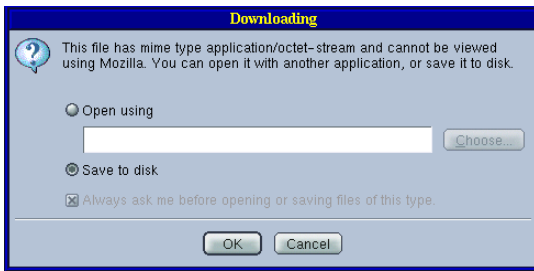 Downloading
This file has mime type application/octet-stream and cannot be viewed
using Mozilla. You can open it with another application, or save it to disk.
Open using
Choose...
Save to disk
Always ask me before opening or saving files of this type.
OK Cancel